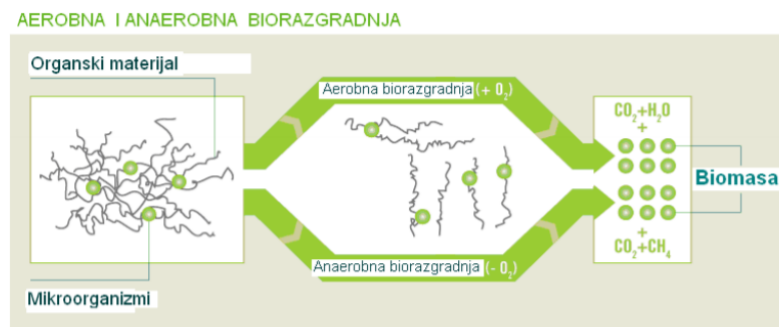 AEROBNA I ANAEROBNA BIORAZGRADNJA
Organski materijal
Aerobna biorazgradnja (+ O₂)
CO₂+H₂O
+
Biomasa
+
CO₂+CH₄
Anaerobna biorazgradnja (- O₂)
Mikroorganizmi